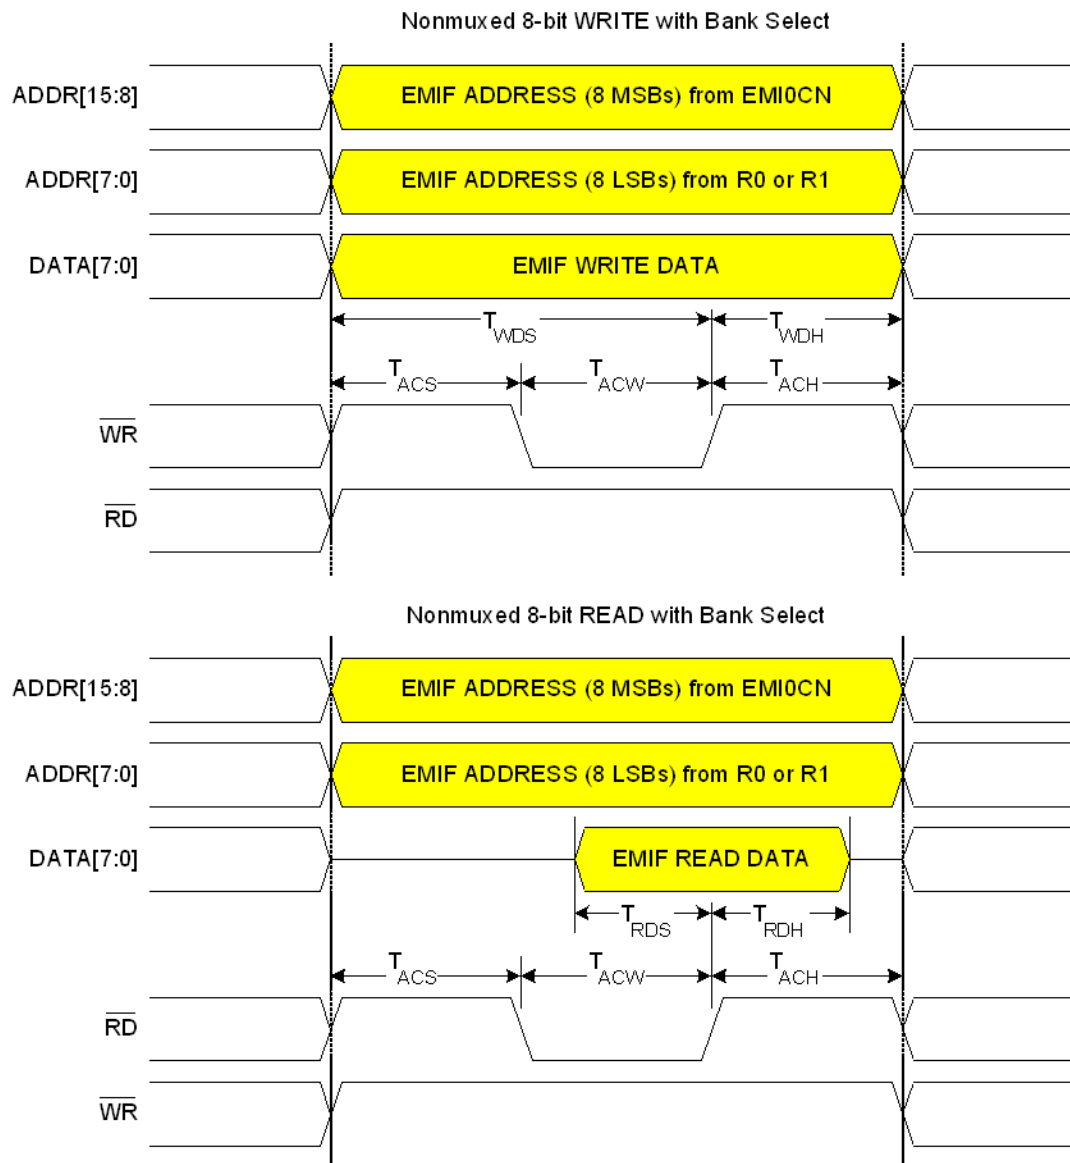 Nonmuxed 8-bit WRITE with Bank Select
ADDR[15:8] EMIF ADDRESS (8 MSBs) from EMI0CN
ADDR[7:0] EMIF ADDRESS (8 LSBs) from R0 or R1
DATA[7:0] EMIF WRITE DATA
TWDS TWDH
TACS TACW TACH
WR
RD
Nonmuxed 8-bit READ with Bank Select
ADDR[15:8] EMIF ADDRESS (8 MSBs) from EMI0CN
ADDR[7:0] EMIF ADDRESS (8 LSBs) from R0 or R1
DATA[7:0] EMIF READ DATA
TRDS TRDH
TACS TACW TACH
RD
WR